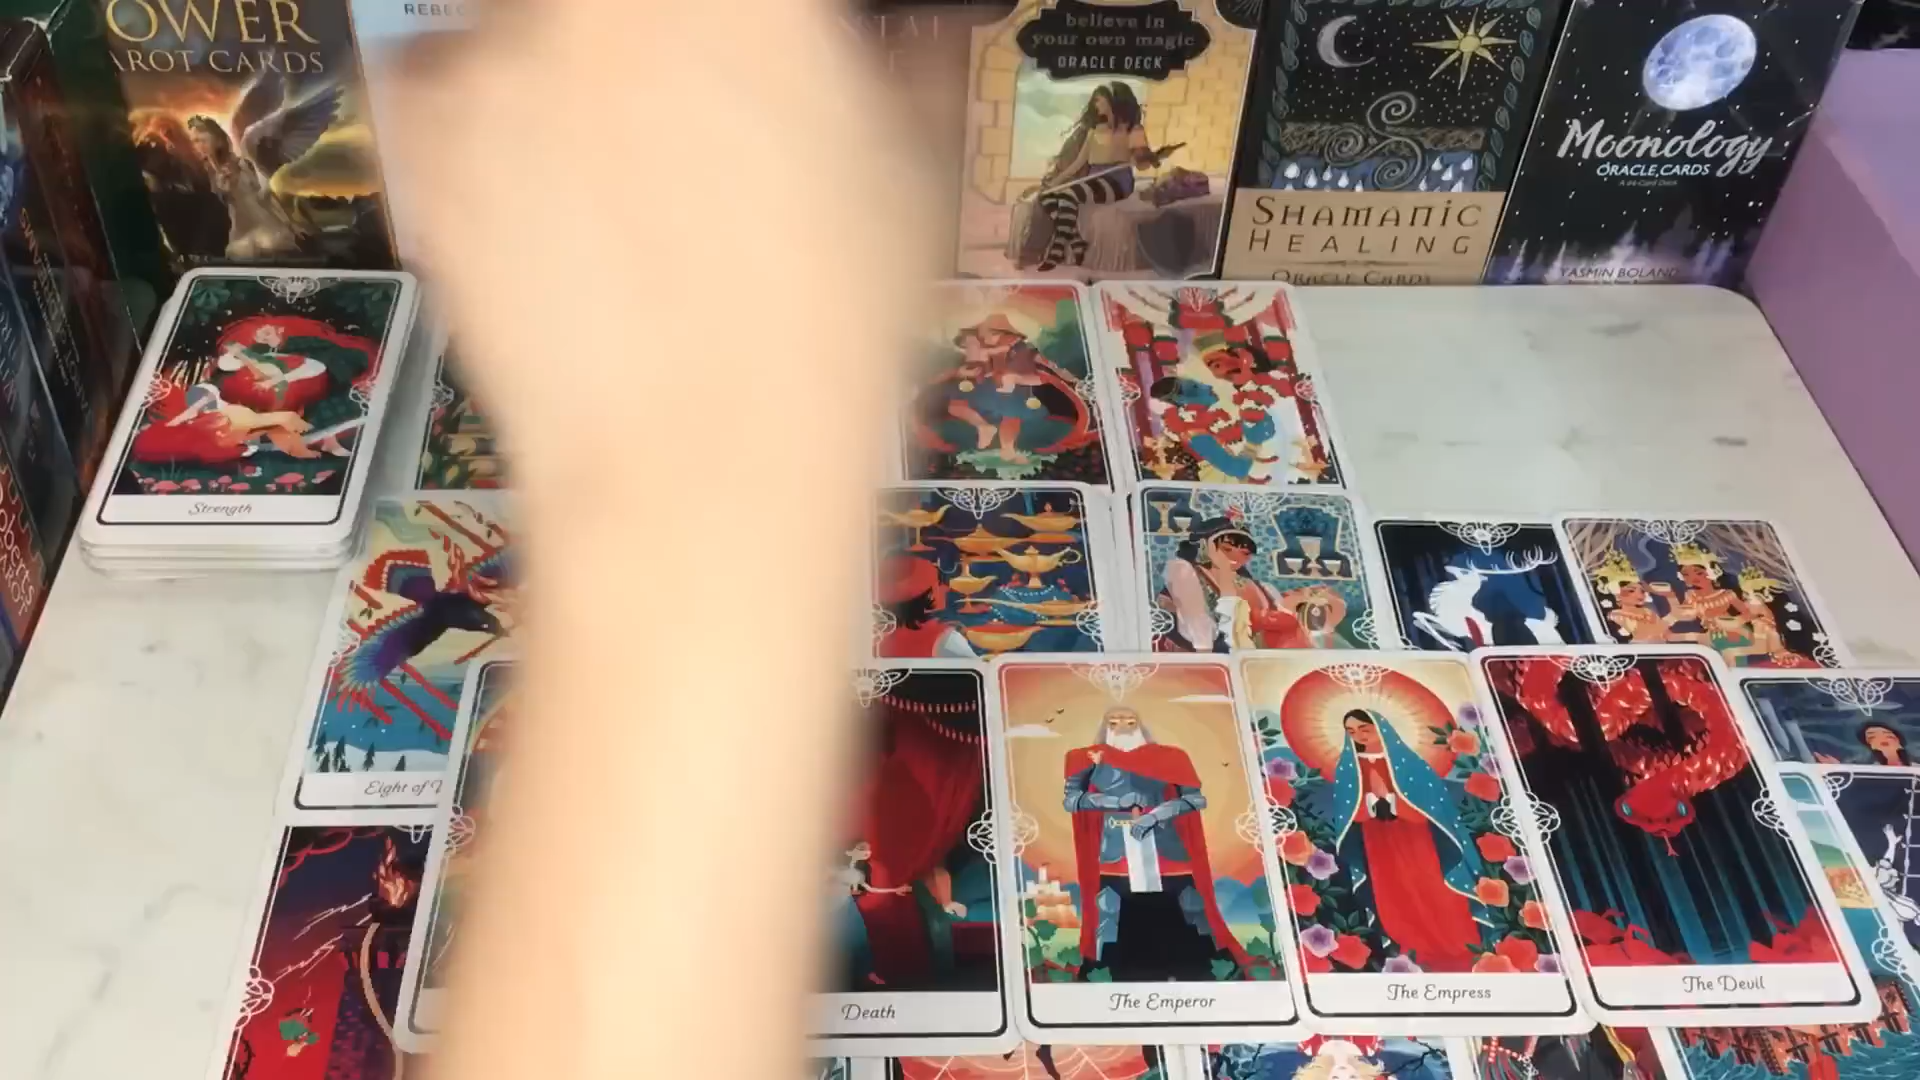 OWER
AROT CARDS
REBEC
believe in
your own magic
ORACLE DECK
SHAMANIC
HEALING
ORACLE CARDS
Moonology
ORACLE CARDS
YASMIN BOLAND
Strength
Eight of
Death
The Emperor
The Empress
The Devil